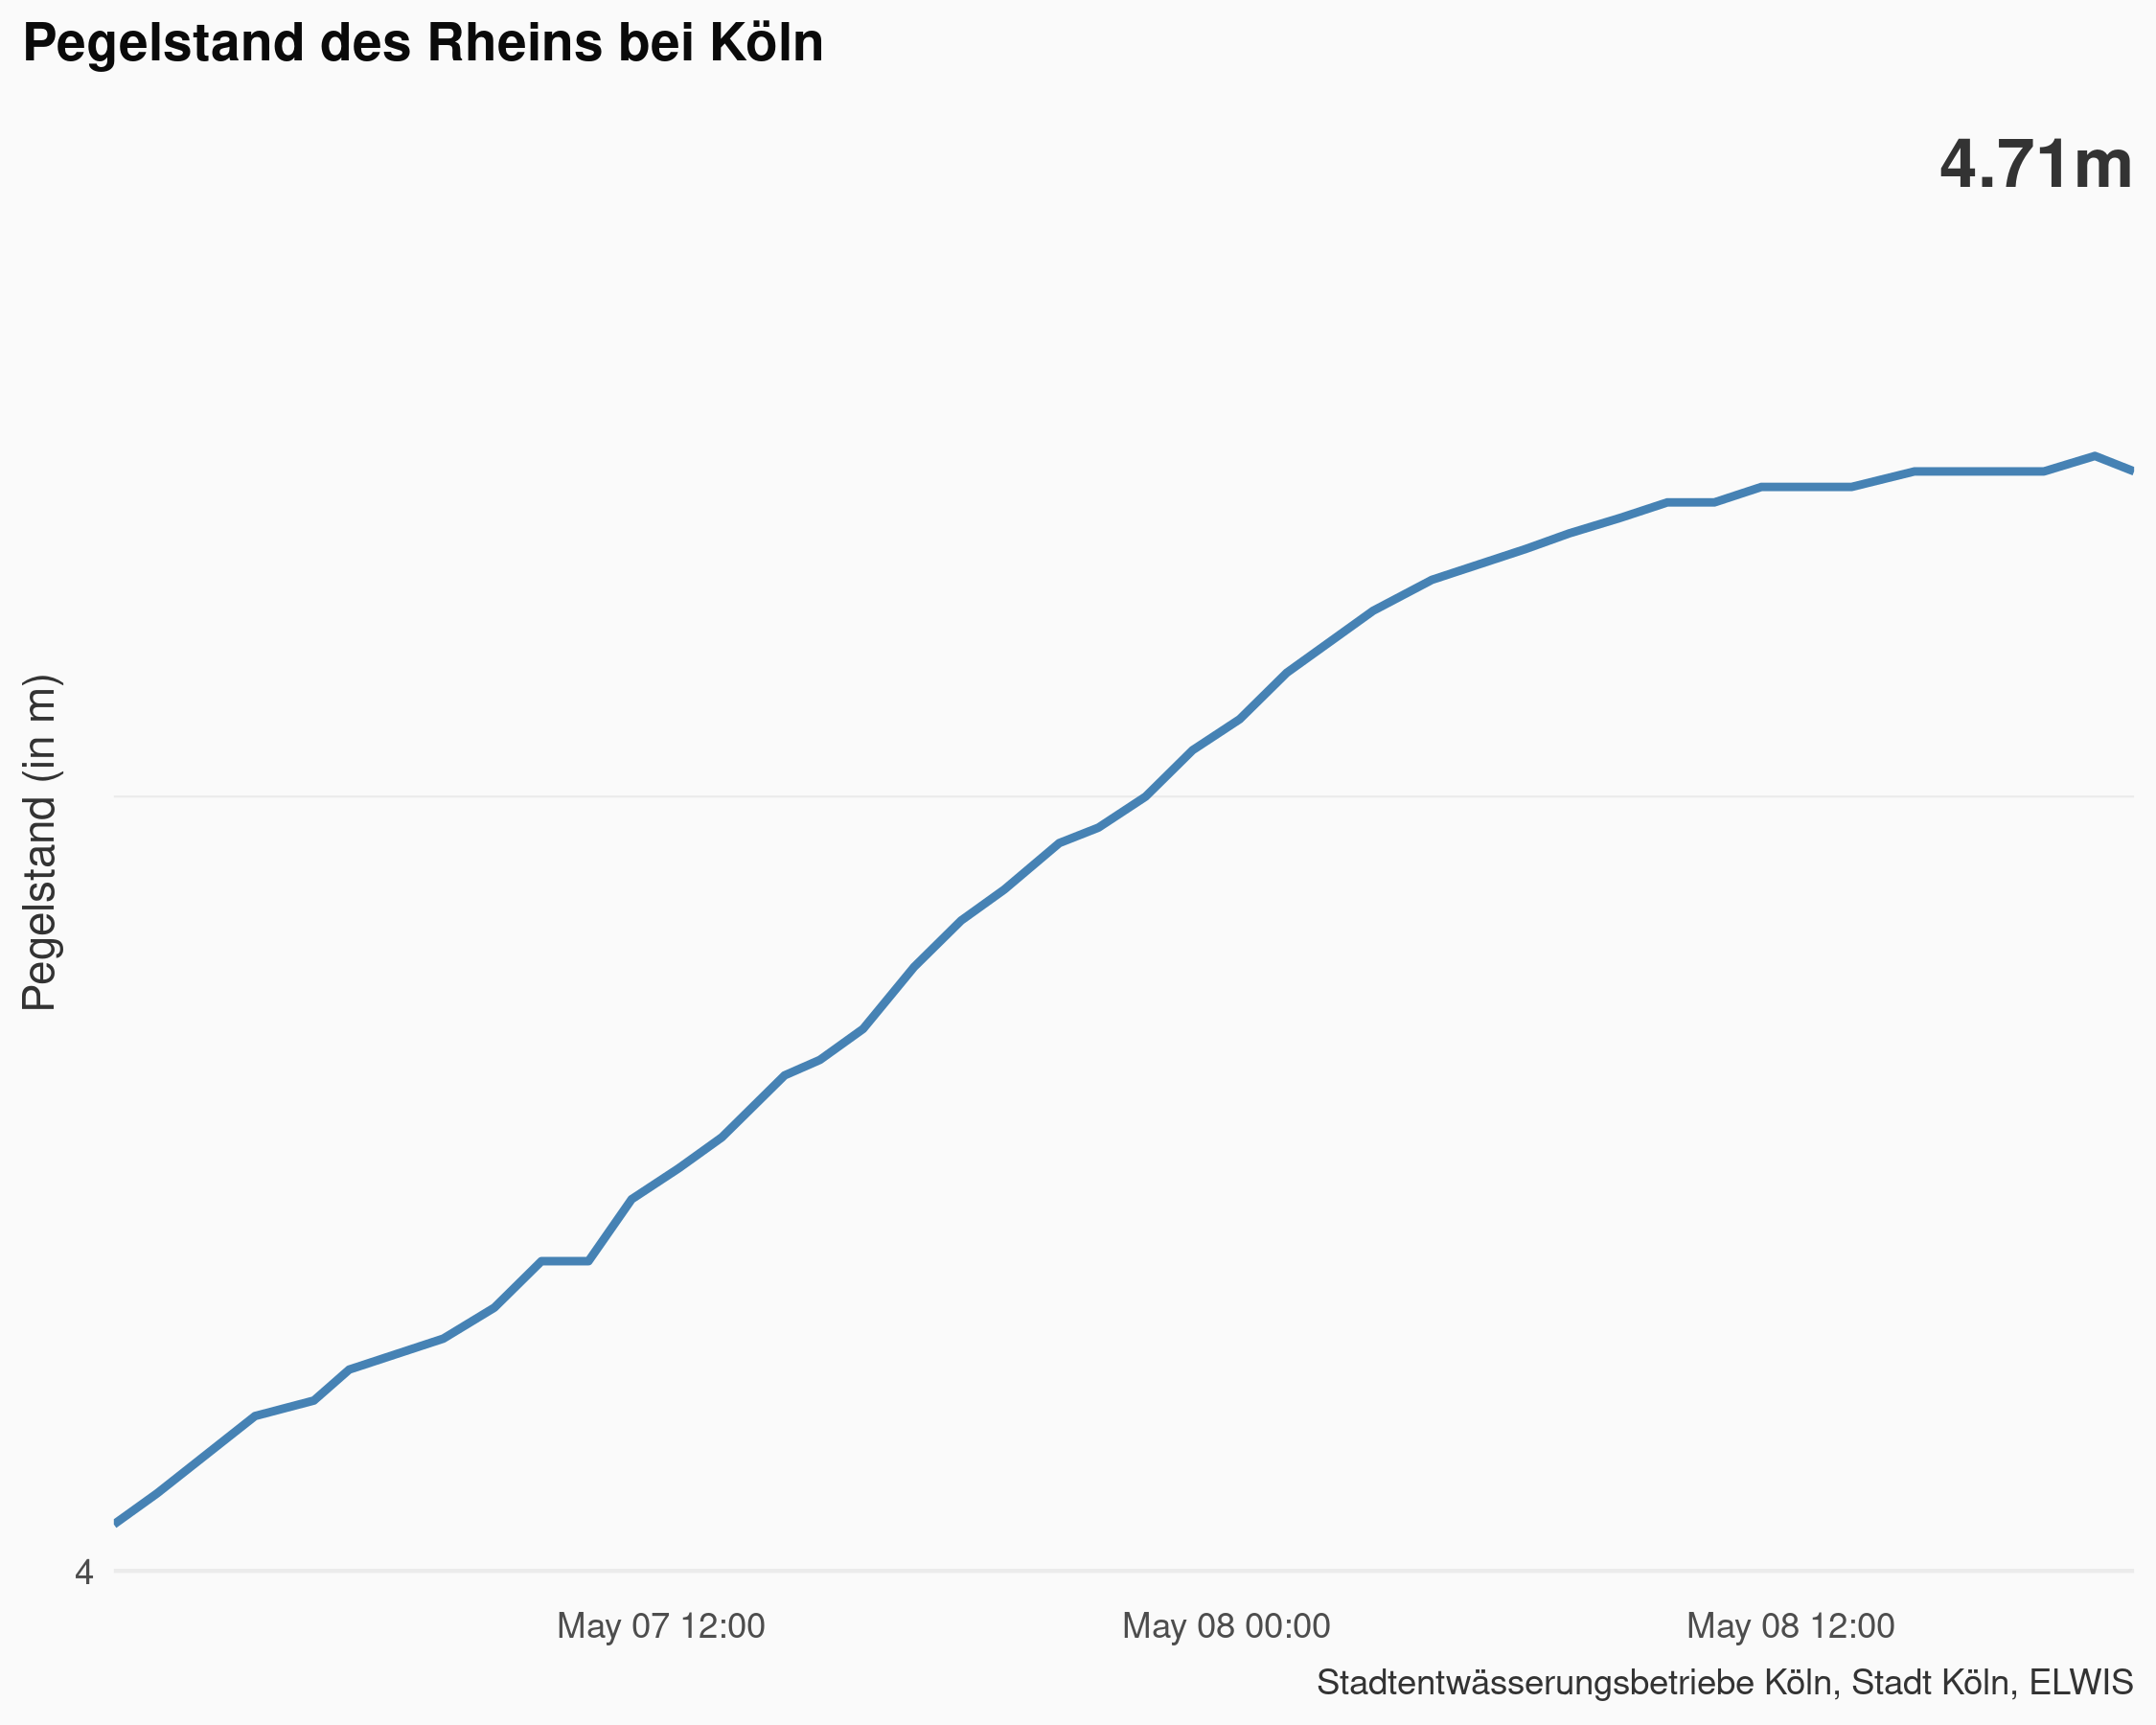 Pegelstand des Rheins bei Köln
4.71m
Pegelstand (in m)
4
May 07 12:00
May 08 00:00
May 08 12:00
Stadtentwässerungsbetriebe Köln, Stadt Köln, ELWIS